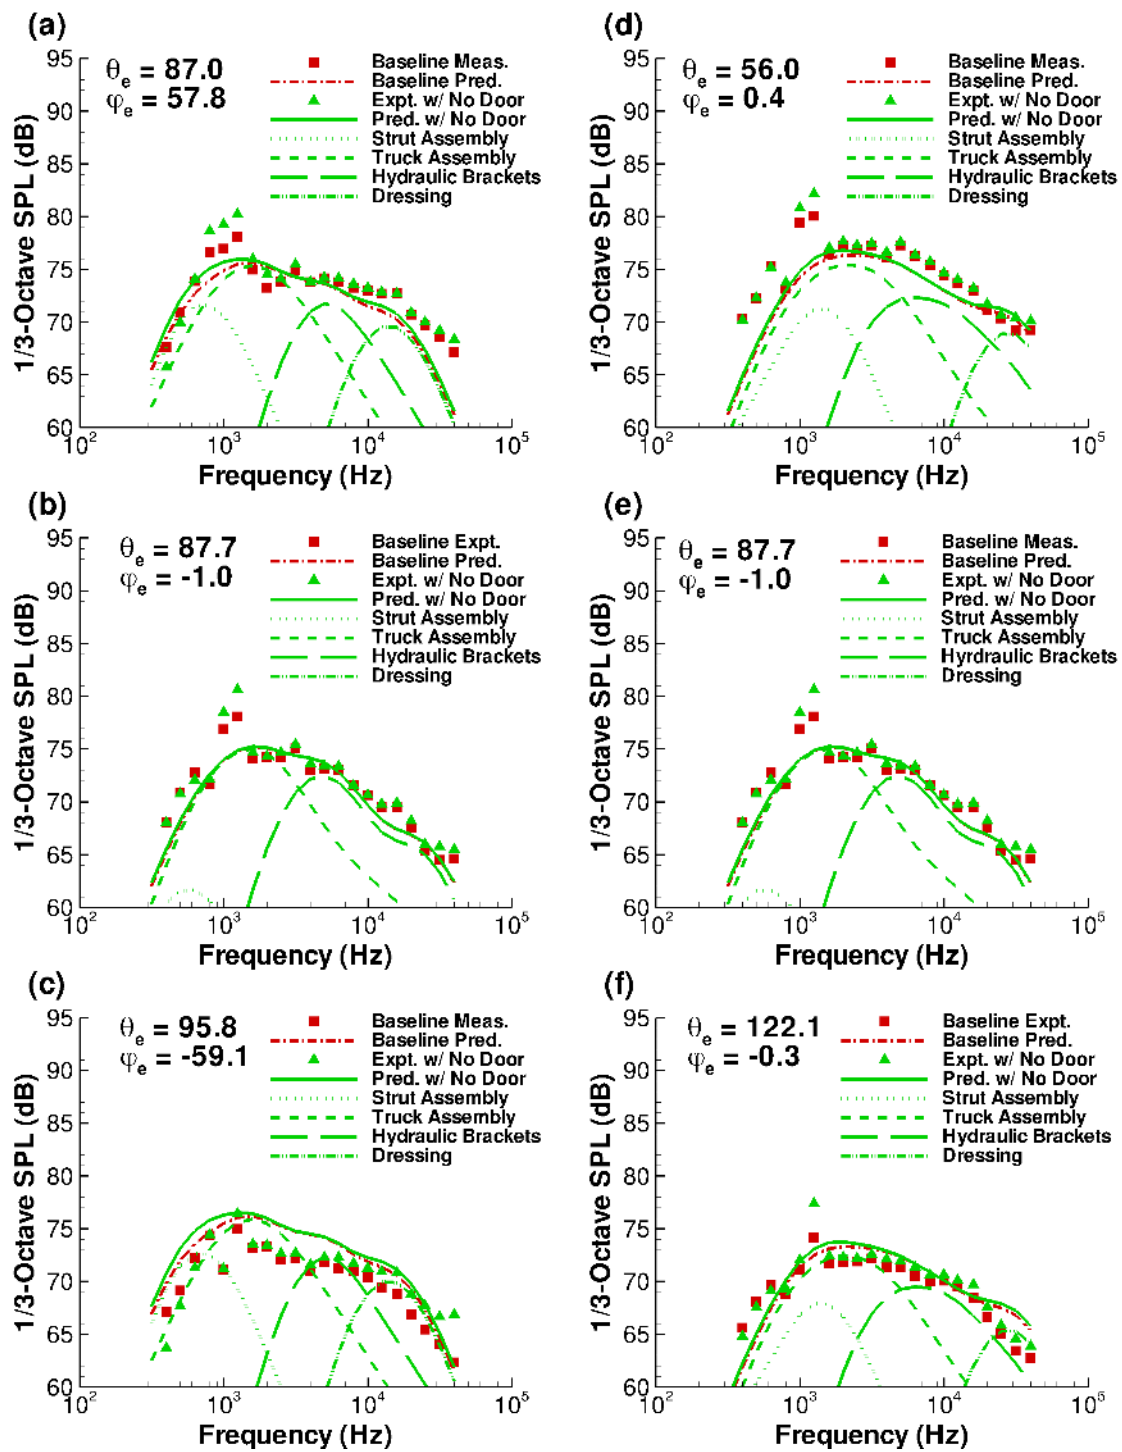 (a)
θe = 87.0
φe = 57.8
Baseline Meas.
Baseline Pred.
Expt. w/ No Door
Pred. w/ No Door
Strut Assembly
Truck Assembly
Hydraulic Brackets
Dressing
1/3-Octave SPL (dB)
95
90
85
80
75
70
65
60
10²
10³
10⁴
10⁵
Frequency (Hz)
(d)
θe = 56.0
φe = 0.4
Baseline Meas.
Baseline Pred.
Expt. w/ No Door
Pred. w/ No Door
Strut Assembly
Truck Assembly
Hydraulic Brackets
Dressing
1/3-Octave SPL (dB)
95
90
85
80
75
70
65
60
10²
10³
10⁴
10⁵
Frequency (Hz)
(b)
θe = 87.7
φe = -1.0
Baseline Expt.
Baseline Pred.
Expt. w/ No Door
Pred. w/ No Door
Strut Assembly
Truck Assembly
Hydraulic Brackets
Dressing
1/3-Octave SPL (dB)
95
90
85
80
75
70
65
60
10²
10³
10⁴
10⁵
Frequency (Hz)
(e)
θe = 87.7
φe = -1.0
Baseline Meas.
Baseline Pred.
Expt. w/ No Door
Pred. w/ No Door
Strut Assembly
Truck Assembly
Hyrdraulic Brackets
Dressing
1/3-Octave SPL (dB)
95
90
85
80
75
70
65
60
10²
10³
10⁴
10⁵
Frequency (Hz)
(c)
θe = 95.8
φe = -59.1
Baseline Meas.
Baseline Pred.
Expt. w/ No Door
Pred. w/ No Door
Strut Assembly
Truck Assembly
Hydraulic Brackets
Dressing
1/3-Octave SPL (dB)
95
90
85
80
75
70
65
60
10²
10³
10⁴
10⁵
Frequency (Hz)
(f)
θe = 122.1
φe = -0.3
Baseline Expt.
Baseline Pred.
Expt. w/ No Door
Pred. w/ No Door
Strut Assembly
Truck Assembly
Hydraulic Brackets
Dressing
1/3-Octave SPL (dB)
95
90
85
80
75
70
65
60
10²
10³
10⁴
10⁵
Frequency (Hz)